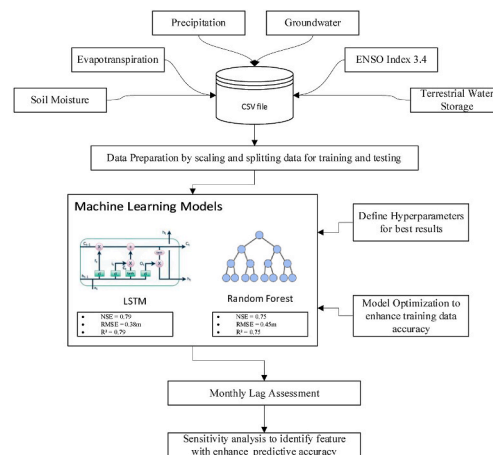 Precipitation
Groundwater
Evapotranspiration
ENSO Index 3.4
Soil Moisture
CSV file
Terrestrial Water
Storage
Data Preparation by scaling and splitting data for training and testing
Machine Learning Models
Define Hyperparameters
for best results
LSTM
Random Forest
• NSE = 0.79
• RMSE = 0.38m
• R² = 0.79
• NSE = 0.75
• RMSE = 0.45m
• R² = 0.75
Model Optimization to
enhance training data
accuracy
Monthly Lag Assessment
Sensitivity analysis to identify feature
with enhance predictive accuracy